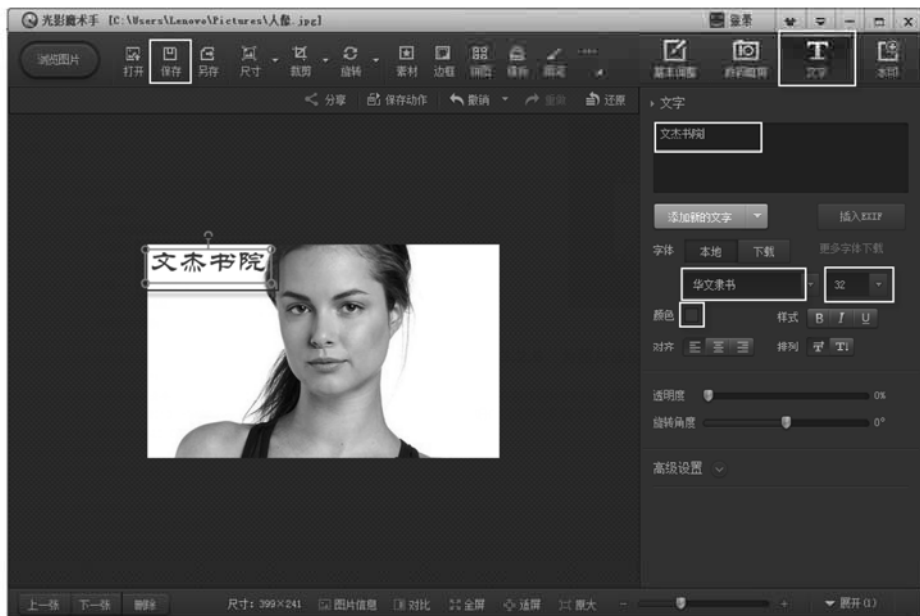 光影魔术手 [C:\Users\Lenovo\Pictures\人像.jpg]
登录
浏览图片 打开 保存 另存 尺寸 裁剪 旋转 素材 边框 拼图 模板 画笔
基本调整 数码暗房 文字 水印
分享 保存动作 撤销 重做 还原
文字
文杰书院
添加新的文字 插入EXIF
字体 本地 下载 更多字体下载
华文隶书 32
颜色 样式 B I U
对齐 排列
透明度 0%
旋转角度 0°
高级设置
文杰书院
上一张 下一张 删除 尺寸: 399×241 图片信息 对比 全屏 适屏 原大 展开(1)